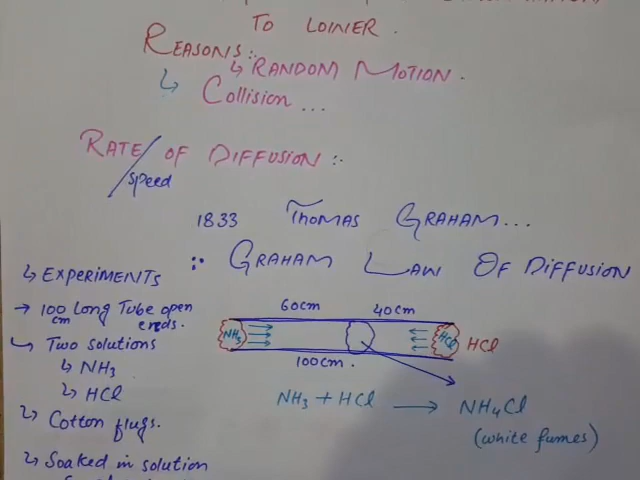 TO LOWER.
REASONS:
↳ RANDOM MOTION.
↳ Collision...
RATE/ OF DIFFUSION:-
speed
1833 THOMAS GRAHAM...
:: GRAHAM LAW OF DIFFUSION
↳ EXPERIMENTS
→ 100 cm Long Tube open
ends.
↳ Two solutions
↳ NH3
↳ HCl
↳ Cotton flugs.
↳ Soaked in solution
60cm 40cm
NH3 HCl HCl
100cm.
NH3 + HCl → NH4Cl
(white fumes)